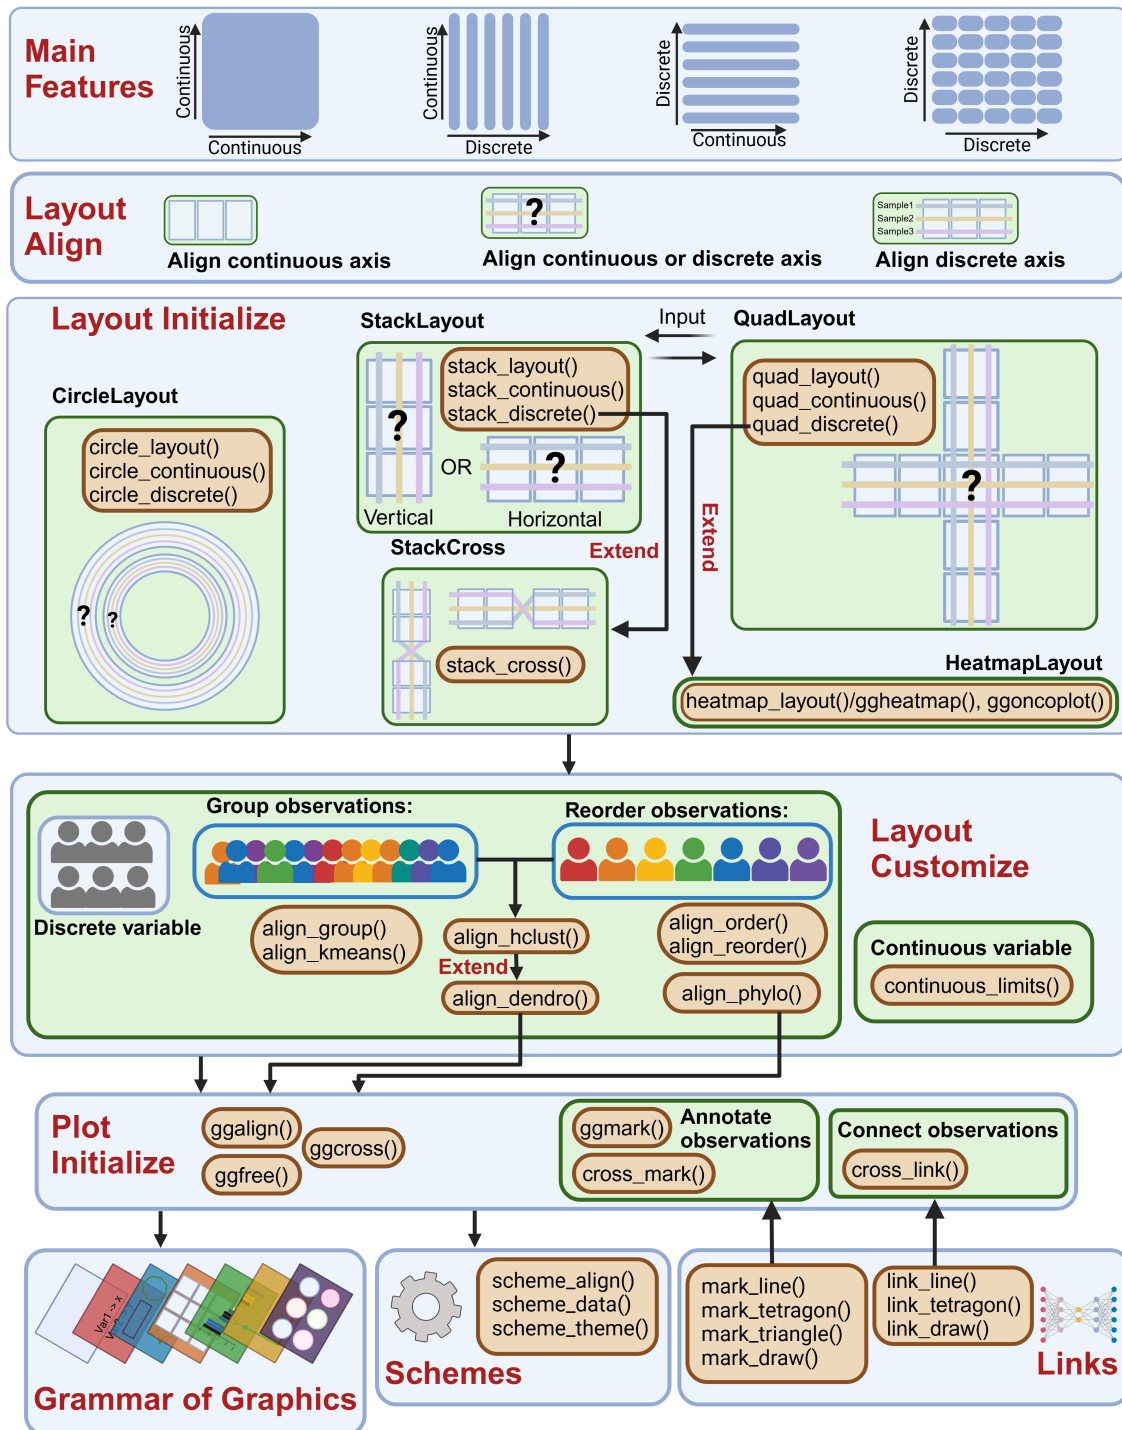 Main
Features
Continuous
Continuous
Continuous
Discrete
Discrete
Continuous
Discrete
Discrete
Layout
Align
Align continuous axis
?
Align continuous or discrete axis
Sample1
Sample2
Sample3
Align discrete axis
Layout Initialize
CircleLayout
circle_layout()
circle_continuous()
circle_discrete()
? ?
StackLayout
stack_layout()
stack_continuous()
stack_discrete()
?
OR
?
Vertical
Horizontal
Input
QuadLayout
quad_layout()
quad_continuous()
quad_discrete()
?
Extend
Extend
StackCross
stack_cross()
HeatmapLayout
heatmap_layout()/ggheatmap(), ggoncoplot()
Layout
Customize
Discrete variable
Group observations:
Reorder observations:
align_group()
align_kmeans()
align_hclust()
Extend
align_dendro()
align_order()
align_reorder()
align_phylo()
Continuous variable
continuous_limits()
Plot
Initialize
ggalign()
ggcross()
ggfree()
ggmark()
Annotate
observations
cross_mark()
Connect observations
cross_link()
Var1 -> x
Grammar of Graphics
scheme_align()
scheme_data()
scheme_theme()
Schemes
mark_line()
mark_tetragon()
mark_triangle()
mark_draw()
link_line()
link_tetragon()
link_draw()
Links